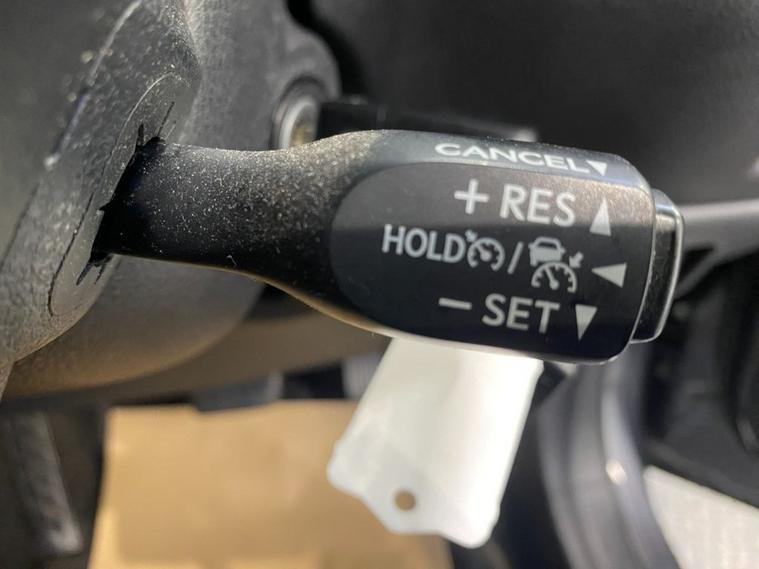 CANCEL
+ RES
HOLD /
- SET